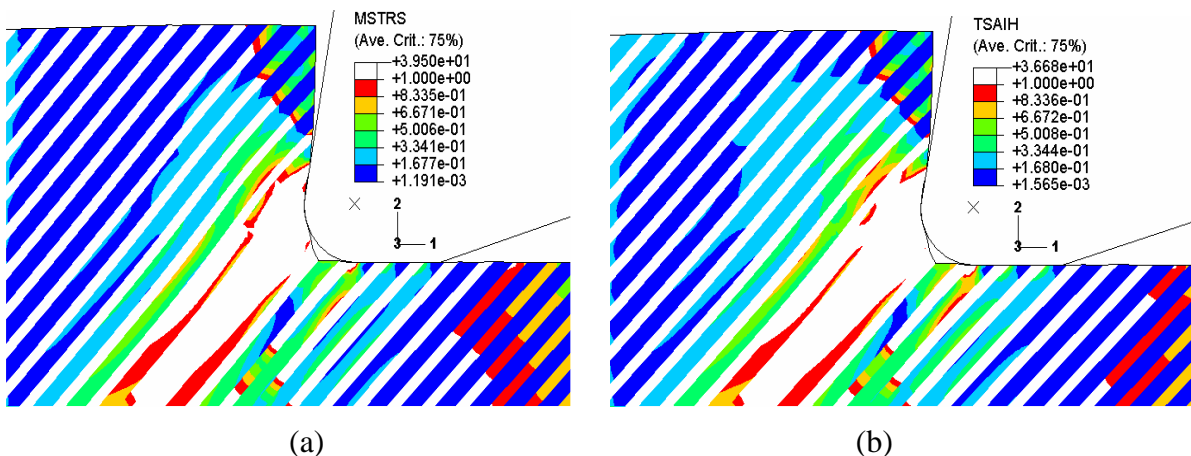 MSTRS
(Ave. Crit.: 75%)
+3.950e+01
+1.000e+00
+8.335e-01
+6.671e-01
+5.006e-01
+3.341e-01
+1.677e-01
+1.191e-03
2
3 1
(a)
TSAIH
(Ave. Crit.: 75%)
+3.668e+01
+1.000e+00
+8.336e-01
+6.672e-01
+5.008e-01
+3.344e-01
+1.680e-01
+1.565e-03
2
3 1
(b)